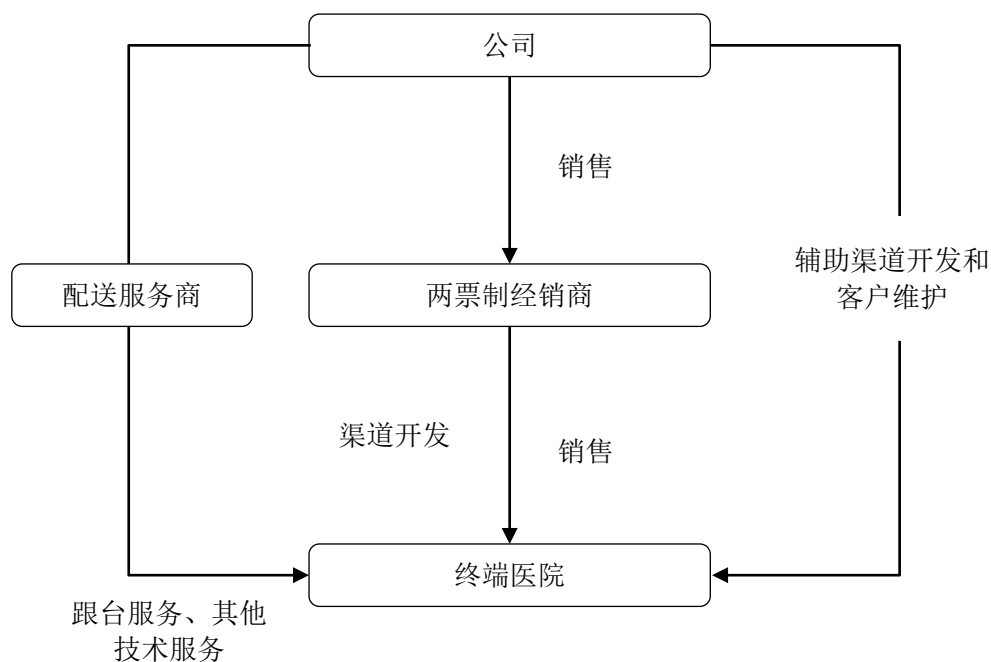 公司
销售
辅助渠道开发和
客户维护
配送服务商
两票制经销商
渠道开发
销售
终端医院
跟台服务、其他
技术服务